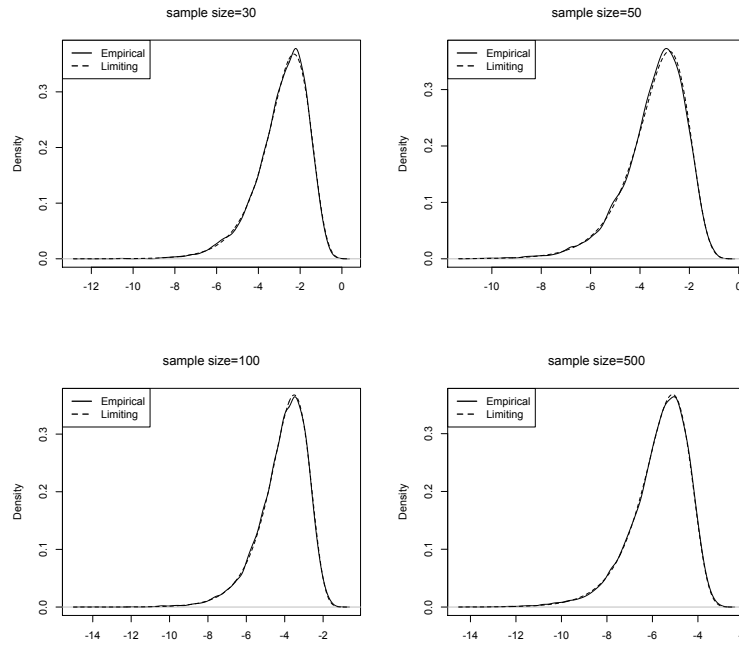 sample size=30
Empirical
Limiting
Density
0.0
0.1
0.2
0.3
-12 -10 -8 -6 -4 -2 0
sample size=50
Empirical
Limiting
Density
0.0
0.1
0.2
0.3
-10 -8 -6 -4 -2 0
sample size=100
Empirical
Limiting
Density
0.0
0.1
0.2
0.3
-14 -12 -10 -8 -6 -4 -2
sample size=500
Empirical
Limiting
Density
0.0
0.1
0.2
0.3
-14 -12 -10 -8 -6 -4